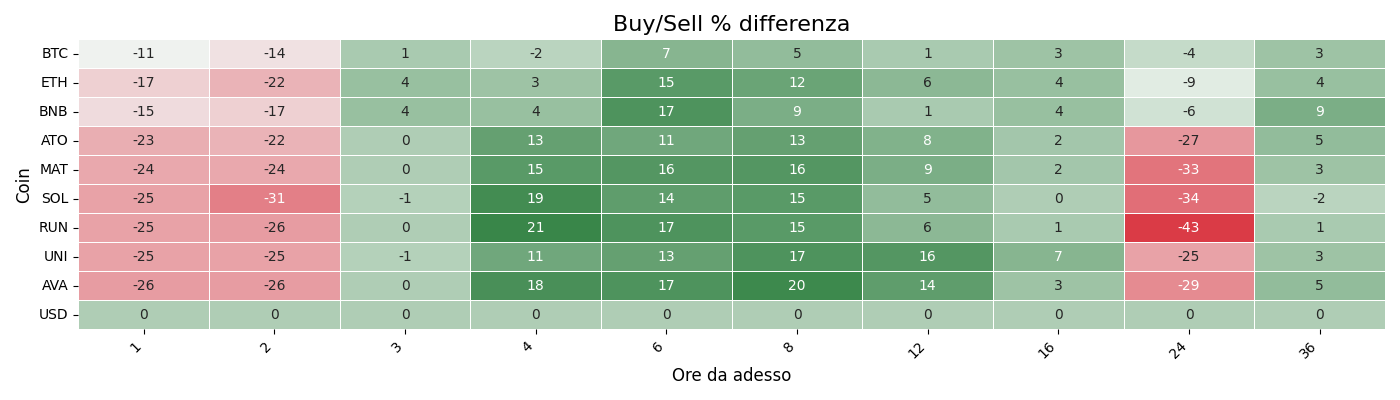 Buy/Sell % differenza
Coin
BTC -11 -14 1 -2 7 5 1 3 -4 3
ETH -17 -22 4 3 15 12 6 4 -9 4
BNB -15 -17 4 4 17 9 1 4 -6 9
ATO -23 -22 0 13 11 13 8 2 -27 5
MAT -24 -24 0 15 16 16 9 2 -33 3
SOL -25 -31 -1 19 14 15 5 0 -34 -2
RUN -25 -26 0 21 17 15 6 1 -43 1
UNI -25 -25 -1 11 13 17 16 7 -25 3
AVA -26 -26 0 18 17 20 14 3 -29 5
USD 0 0 0 0 0 0 0 0 0 0
1 2 3 4 6 8 12 16 24 36
Ore da adesso